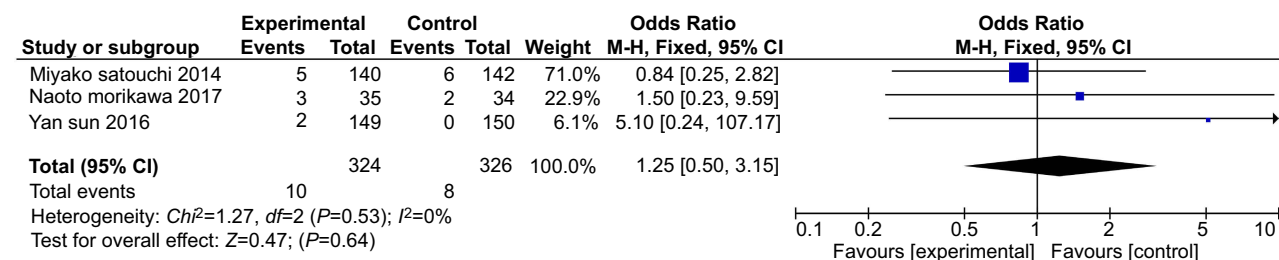 Experimental Control Odds Ratio Odds Ratio
Study or subgroup Events Total Events Total Weight M-H, Fixed, 95% CI M-H, Fixed, 95% CI
Miyako satouchi 2014 5 140 6 142 71.0% 0.84 [0.25, 2.82]
Naoto morikawa 2017 3 35 2 34 22.9% 1.50 [0.23, 9.59]
Yan sun 2016 2 149 0 150 6.1% 5.10 [0.24, 107.17]
Total (95% CI) 324 326 100.0% 1.25 [0.50, 3.15]
Total events 10 8
Heterogeneity: Chi²=1.27, df=2 (P=0.53); I²=0%
Test for overall effect: Z=0.47; (P=0.64)
0.1 0.2 0.5 1 2 5 10
Favours [experimental] Favours [control]